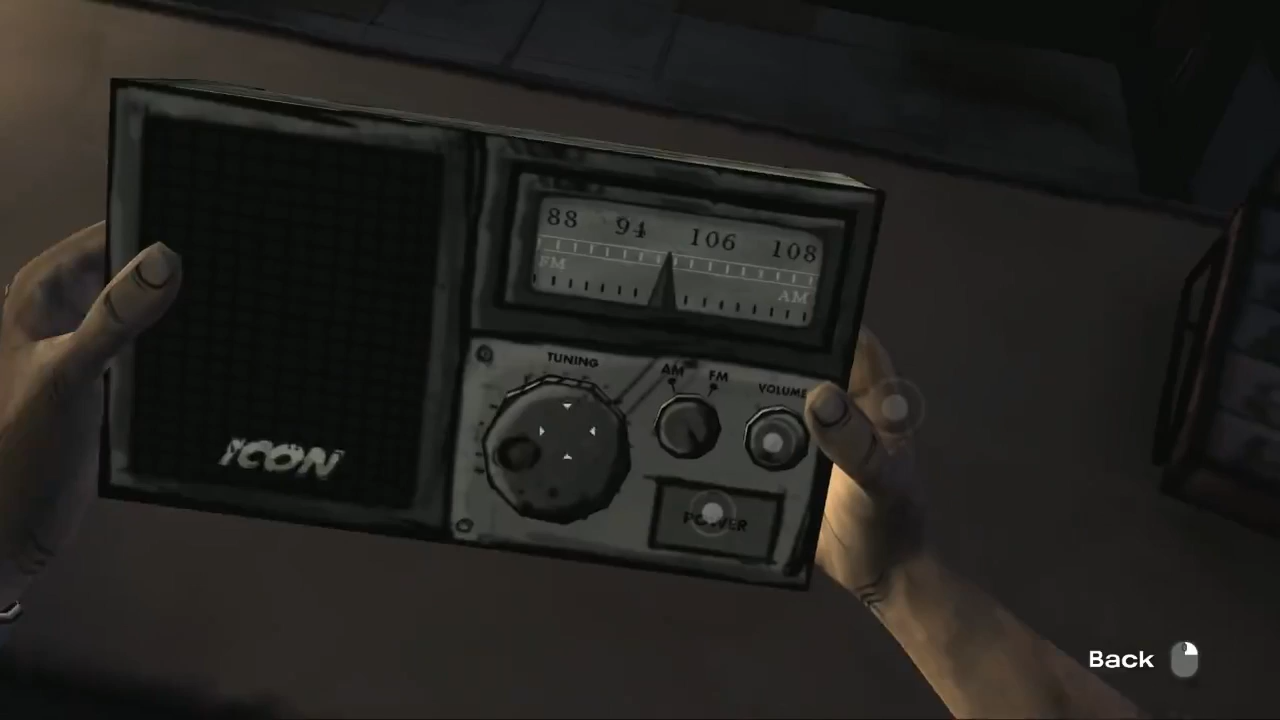 88 94 106 108
FM
AM
TUNING
AM FM
VOLUME
ICON
POWER
Back